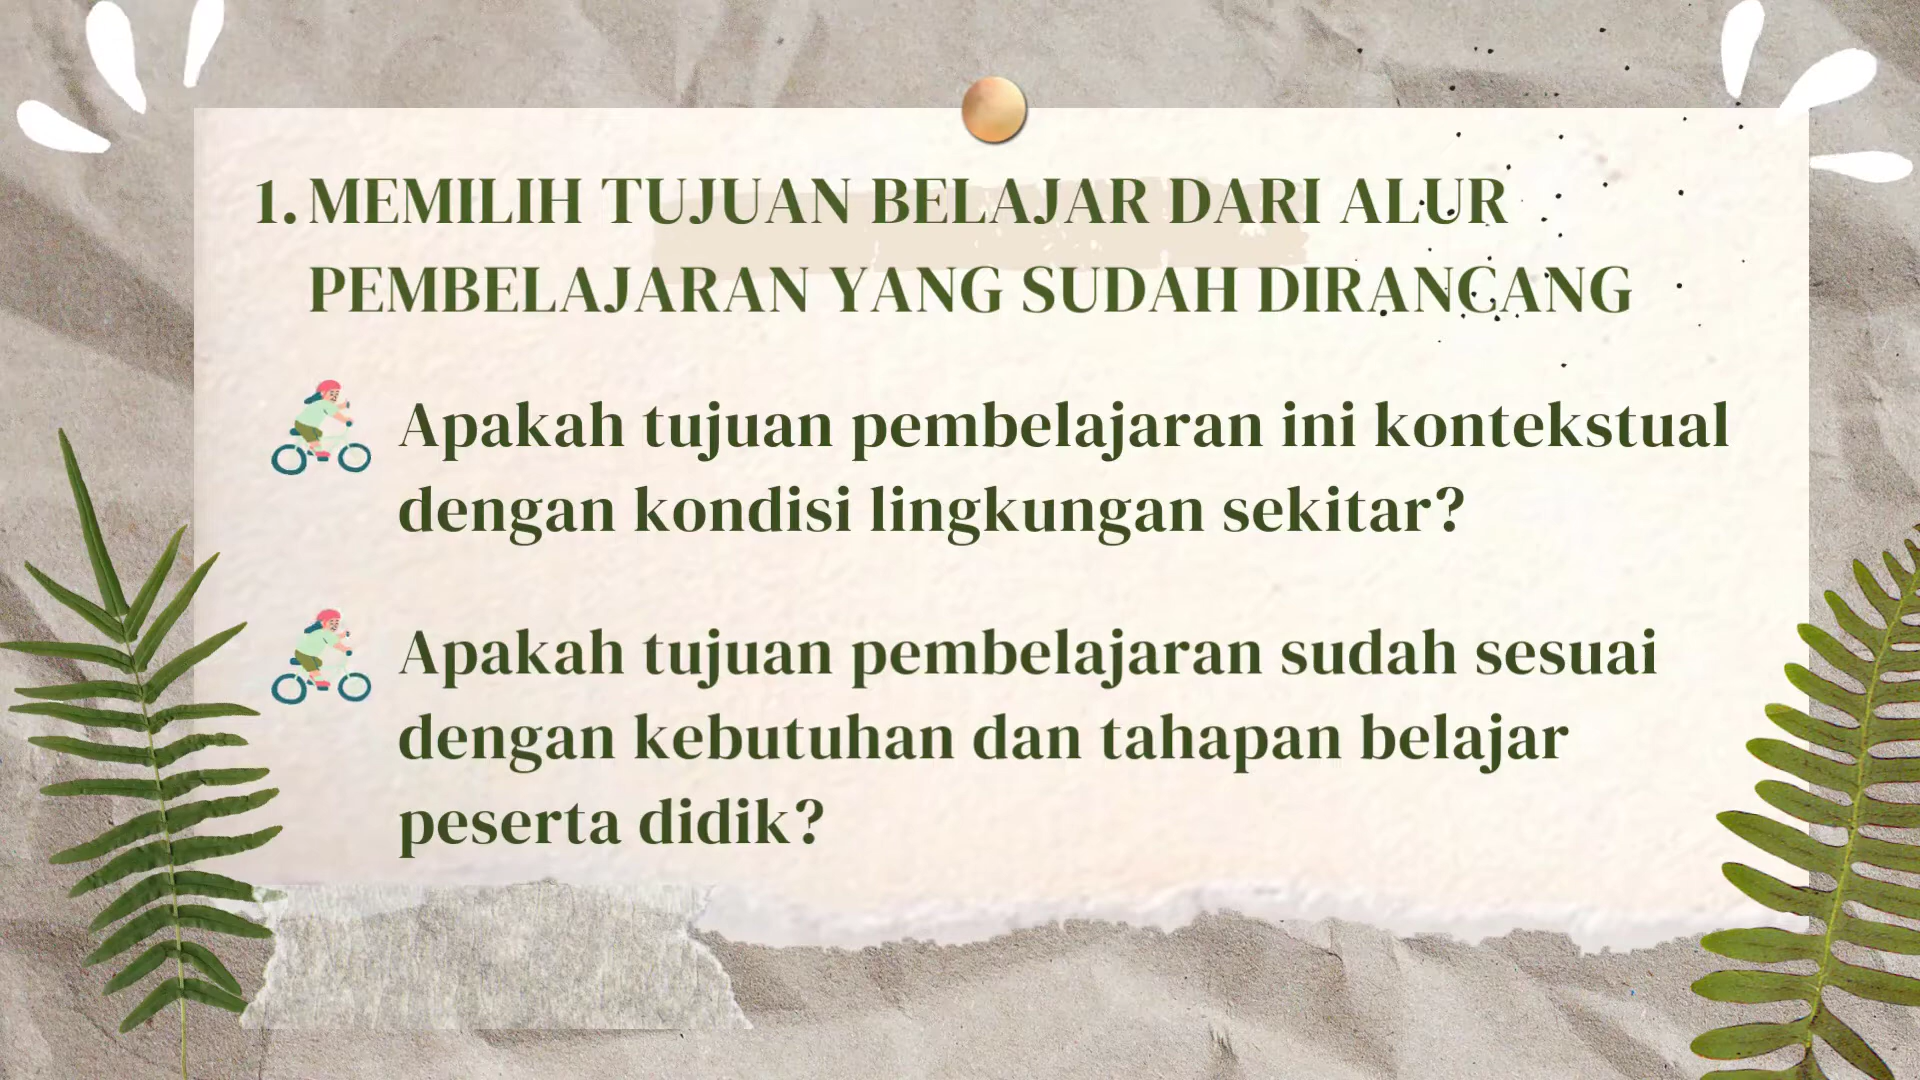 1. MEMILIH TUJUAN BELAJAR DARI ALUR
PEMBELAJARAN YANG SUDAH DIRANCANG
Apakah tujuan pembelajaran ini kontekstual
dengan kondisi lingkungan sekitar?
Apakah tujuan pembelajaran sudah sesuai
dengan kebutuhan dan tahapan belajar
peserta didik?